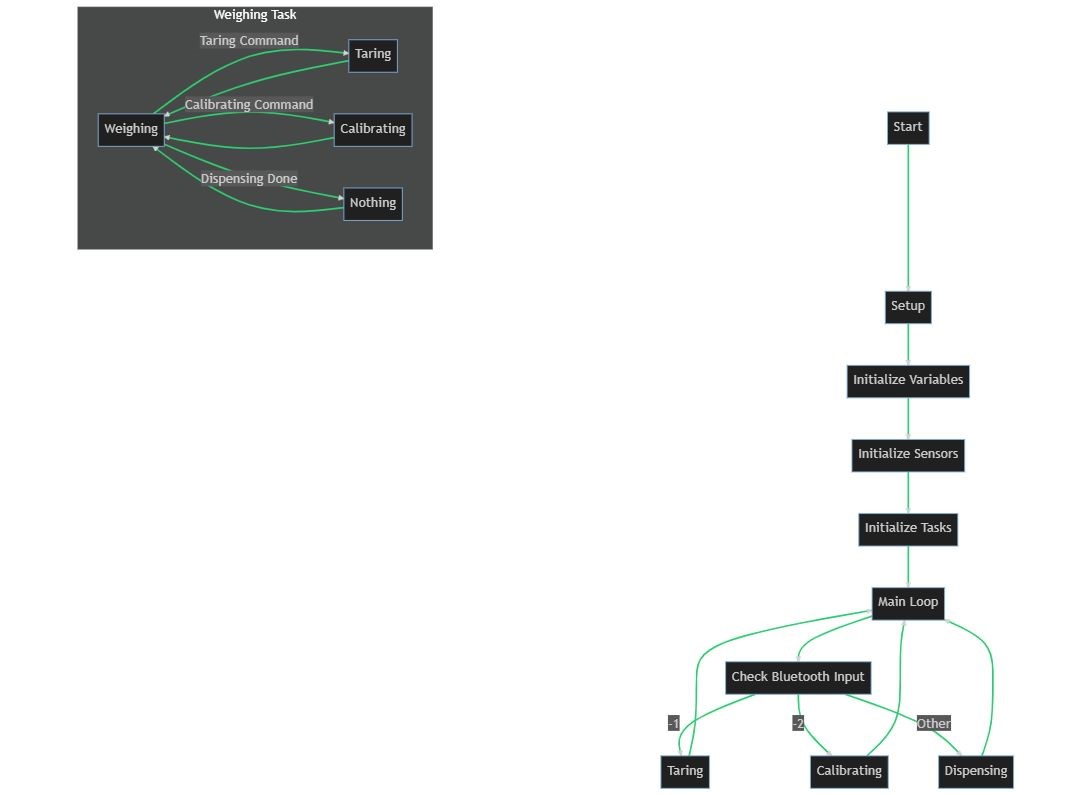 Weighing Task
Taring Command
Taring
Calibrating Command
Weighing
Calibrating
Dispensing Done
Nothing
Start
Setup
Initialize Variables
Initialize Sensors
Initialize Tasks
Main Loop
Check Bluetooth Input
-1
-2
Other
Taring
Calibrating
Dispensing